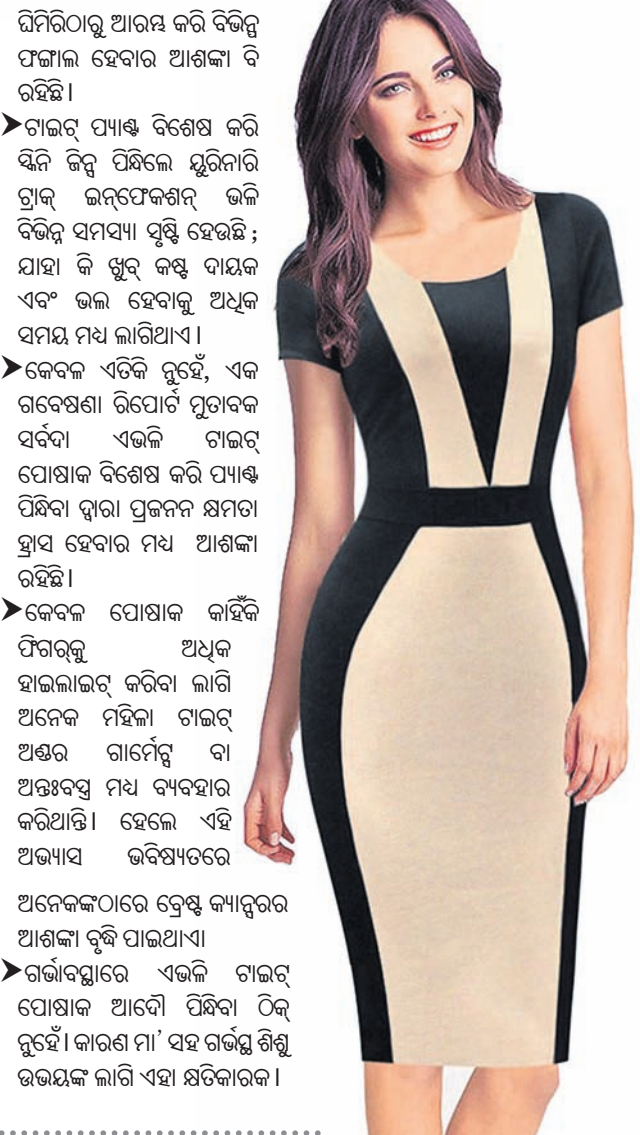 ଘିମିରିଠାରୁ ଆରମ୍ଭ କରି ବିଭିନ୍ନ
ଫଙ୍ଗାଲ ହେବାର ଆଶଙ୍କା ବି
ରହିଛି।
➤ଟାଇଟ୍ ପ୍ୟାଣ୍ଟ ବିଶେଷ କରି
ସ୍କିନି ଜିନ୍ସ ପିନ୍ଧିଲେ ୟୁରିନାରି
ଟ୍ରାକ୍ ଇନ୍‌ଫେକଶନ୍ ଭଳି
ବିଭିନ୍ନ ସମସ୍ୟା ସୃଷ୍ଟି ହେଉଛି;
ଯାହା କି ଖୁବ୍ କଷ୍ଟ ଦାୟକ
ଏବଂ ଭଲ ହେବାକୁ ଅଧିକ
ସମୟ ମଧ୍ୟ ଲାଗିଥାଏ।
➤କେବଳ ଏତିକି ନୁହେଁ, ଏକ
ଗବେଷଣା ରିପୋର୍ଟ ମୁତାବକ
ସର୍ବଦା ଏଭଳି ଟାଇଟ୍
ପୋଷାକ ବିଶେଷ କରି ପ୍ୟାଣ୍ଟ
ପିନ୍ଧିବା ଦ୍ୱାରା ପ୍ରଜନନ କ୍ଷମତା
ହ୍ରାସ ହେବାର ମଧ୍ୟ ଆଶଙ୍କା
ରହିଛି।
➤କେବଳ ପୋଷାକ କାହିଁକି
ଫିଗର୍‌କୁ ଅଧିକ
ହାଇଲାଇଟ୍ କରିବା ଲାଗି
ଅନେକ ମହିଳା ଟାଇଟ୍
ଅଣ୍ଡର ଗାର୍ମେଟ୍ସ ବା
ଅନ୍ତଃବସ୍ତ୍ର ମଧ୍ୟ ବ୍ୟବହାର
କରିଥାନ୍ତି। ହେଲେ ଏହି
ଅଭ୍ୟାସ ଭବିଷ୍ୟତରେ
ଅନେକଙ୍କଠାରେ ବ୍ରେଷ୍ଟ କ୍ୟାନ୍ସରର
ଆଶଙ୍କା ବୃଦ୍ଧି ପାଇଥାଏ।
➤ଗର୍ଭାବସ୍ଥାରେ ଏଭଳି ଟାଇଟ୍
ପୋଷାକ ଆଦୌ ପିନ୍ଧିବା ଠିକ୍
ନୁହେଁ। କାରଣ ମା' ସହ ଗର୍ଭସ୍ଥ ଶିଶୁ
ଉଭୟଙ୍କ ଲାଗି ଏହା କ୍ଷତିକାରକ।